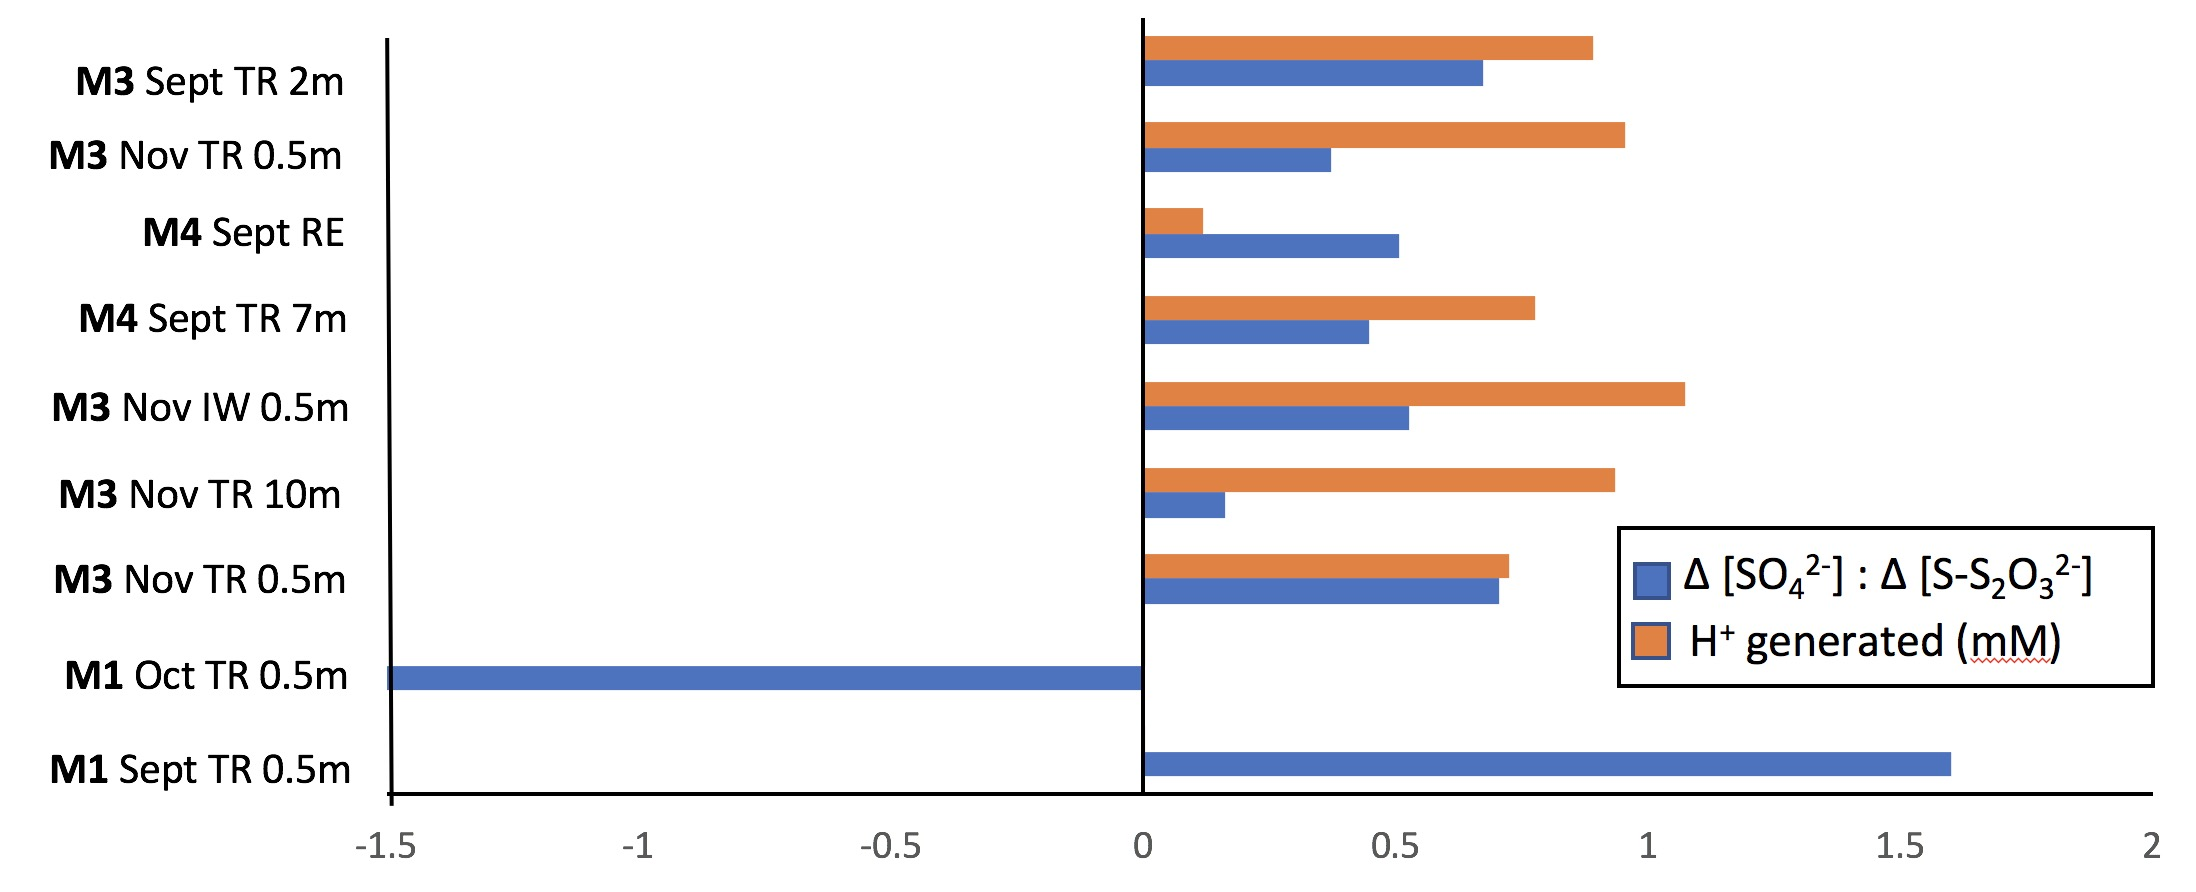 M3 Sept TR 2m
M3 Nov TR 0.5m
M4 Sept RE
M4 Sept TR 7m
M3 Nov IW 0.5m
M3 Nov TR 10m
M3 Nov TR 0.5m
M1 Oct TR 0.5m
M1 Sept TR 0.5m
Δ [SO₄²⁻] : Δ [S-S₂O₃²⁻]
H⁺ generated (mM)
-1.5 -1 -0.5 0 0.5 1 1.5 2